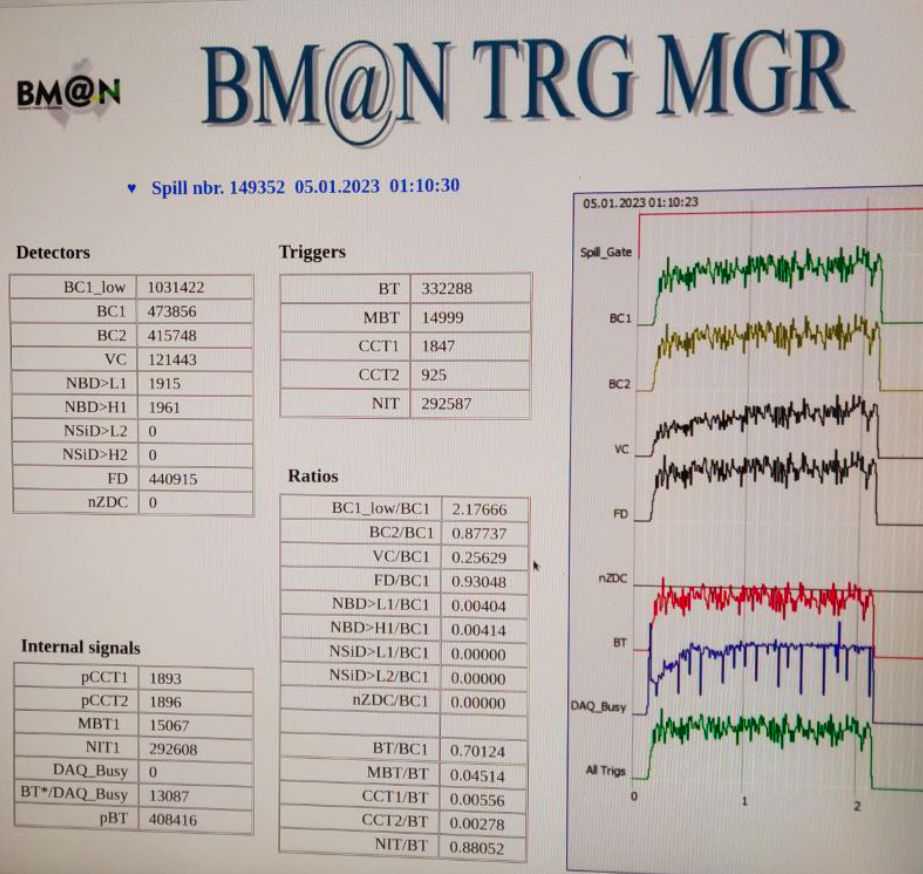 BM@N
BM@N TRG MGR
♥ Spill nbr. 149352 05.01.2023 01:10:30
Detectors
BC1_low 1031422
BC1 473856
BC2 415748
VC 121443
NBD>L1 1915
NBD>H1 1961
NSiD>L2 0
NSiD>H2 0
FD 440915
nZDC 0
Internal signals
pCCT1 1893
pCCT2 1896
MBT1 15067
NIT1 292608
DAQ_Busy 0
BT*/DAQ_Busy 13087
pBT 408416
Triggers
BT 332288
MBT 14999
CCT1 1847
CCT2 925
NIT 292587
Ratios
BC1_low/BC1 2.17666
BC2/BC1 0.87737
VC/BC1 0.25629
FD/BC1 0.93048
NBD>L1/BC1 0.00404
NBD>H1/BC1 0.00414
NSiD>L1/BC1 0.00000
NSiD>L2/BC1 0.00000
nZDC/BC1 0.00000
BT/BC1 0.70124
MBT/BT 0.04514
CCT1/BT 0.00556
CCT2/BT 0.00278
NIT/BT 0.88052
05.01.2023 01:10:23
Spill_Gate
BC1
BC2
VC
FD
nZDC
BT
DAQ_Busy
All Trigs
0 1 2